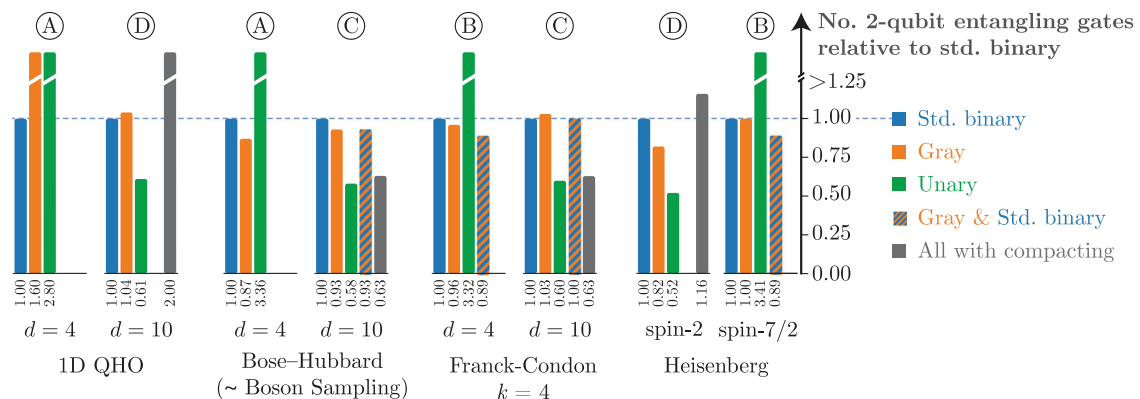 A D A C B C D B
No. 2-qubit entangling gates
relative to std. binary
>1.25
1.00
0.75
0.50
0.25
0.00
Std. binary
Gray
Unary
Gray & Std. binary
All with compacting
1.00 1.60 2.80 1.00 1.04 0.61 2.00 1.00 0.87 3.36 1.00 0.93 0.58 0.93 0.63 1.00 0.96 3.32 0.89 1.00 1.03 0.60 1.00 0.63 1.00 0.82 0.52 1.16 1.00 1.00 3.41 0.89
d = 4 d = 10 d = 4 d = 10 d = 4 d = 10 spin-2 spin-7/2
1D QHO Bose–Hubbard Franck-Condon Heisenberg
(~ Boson Sampling) k = 4